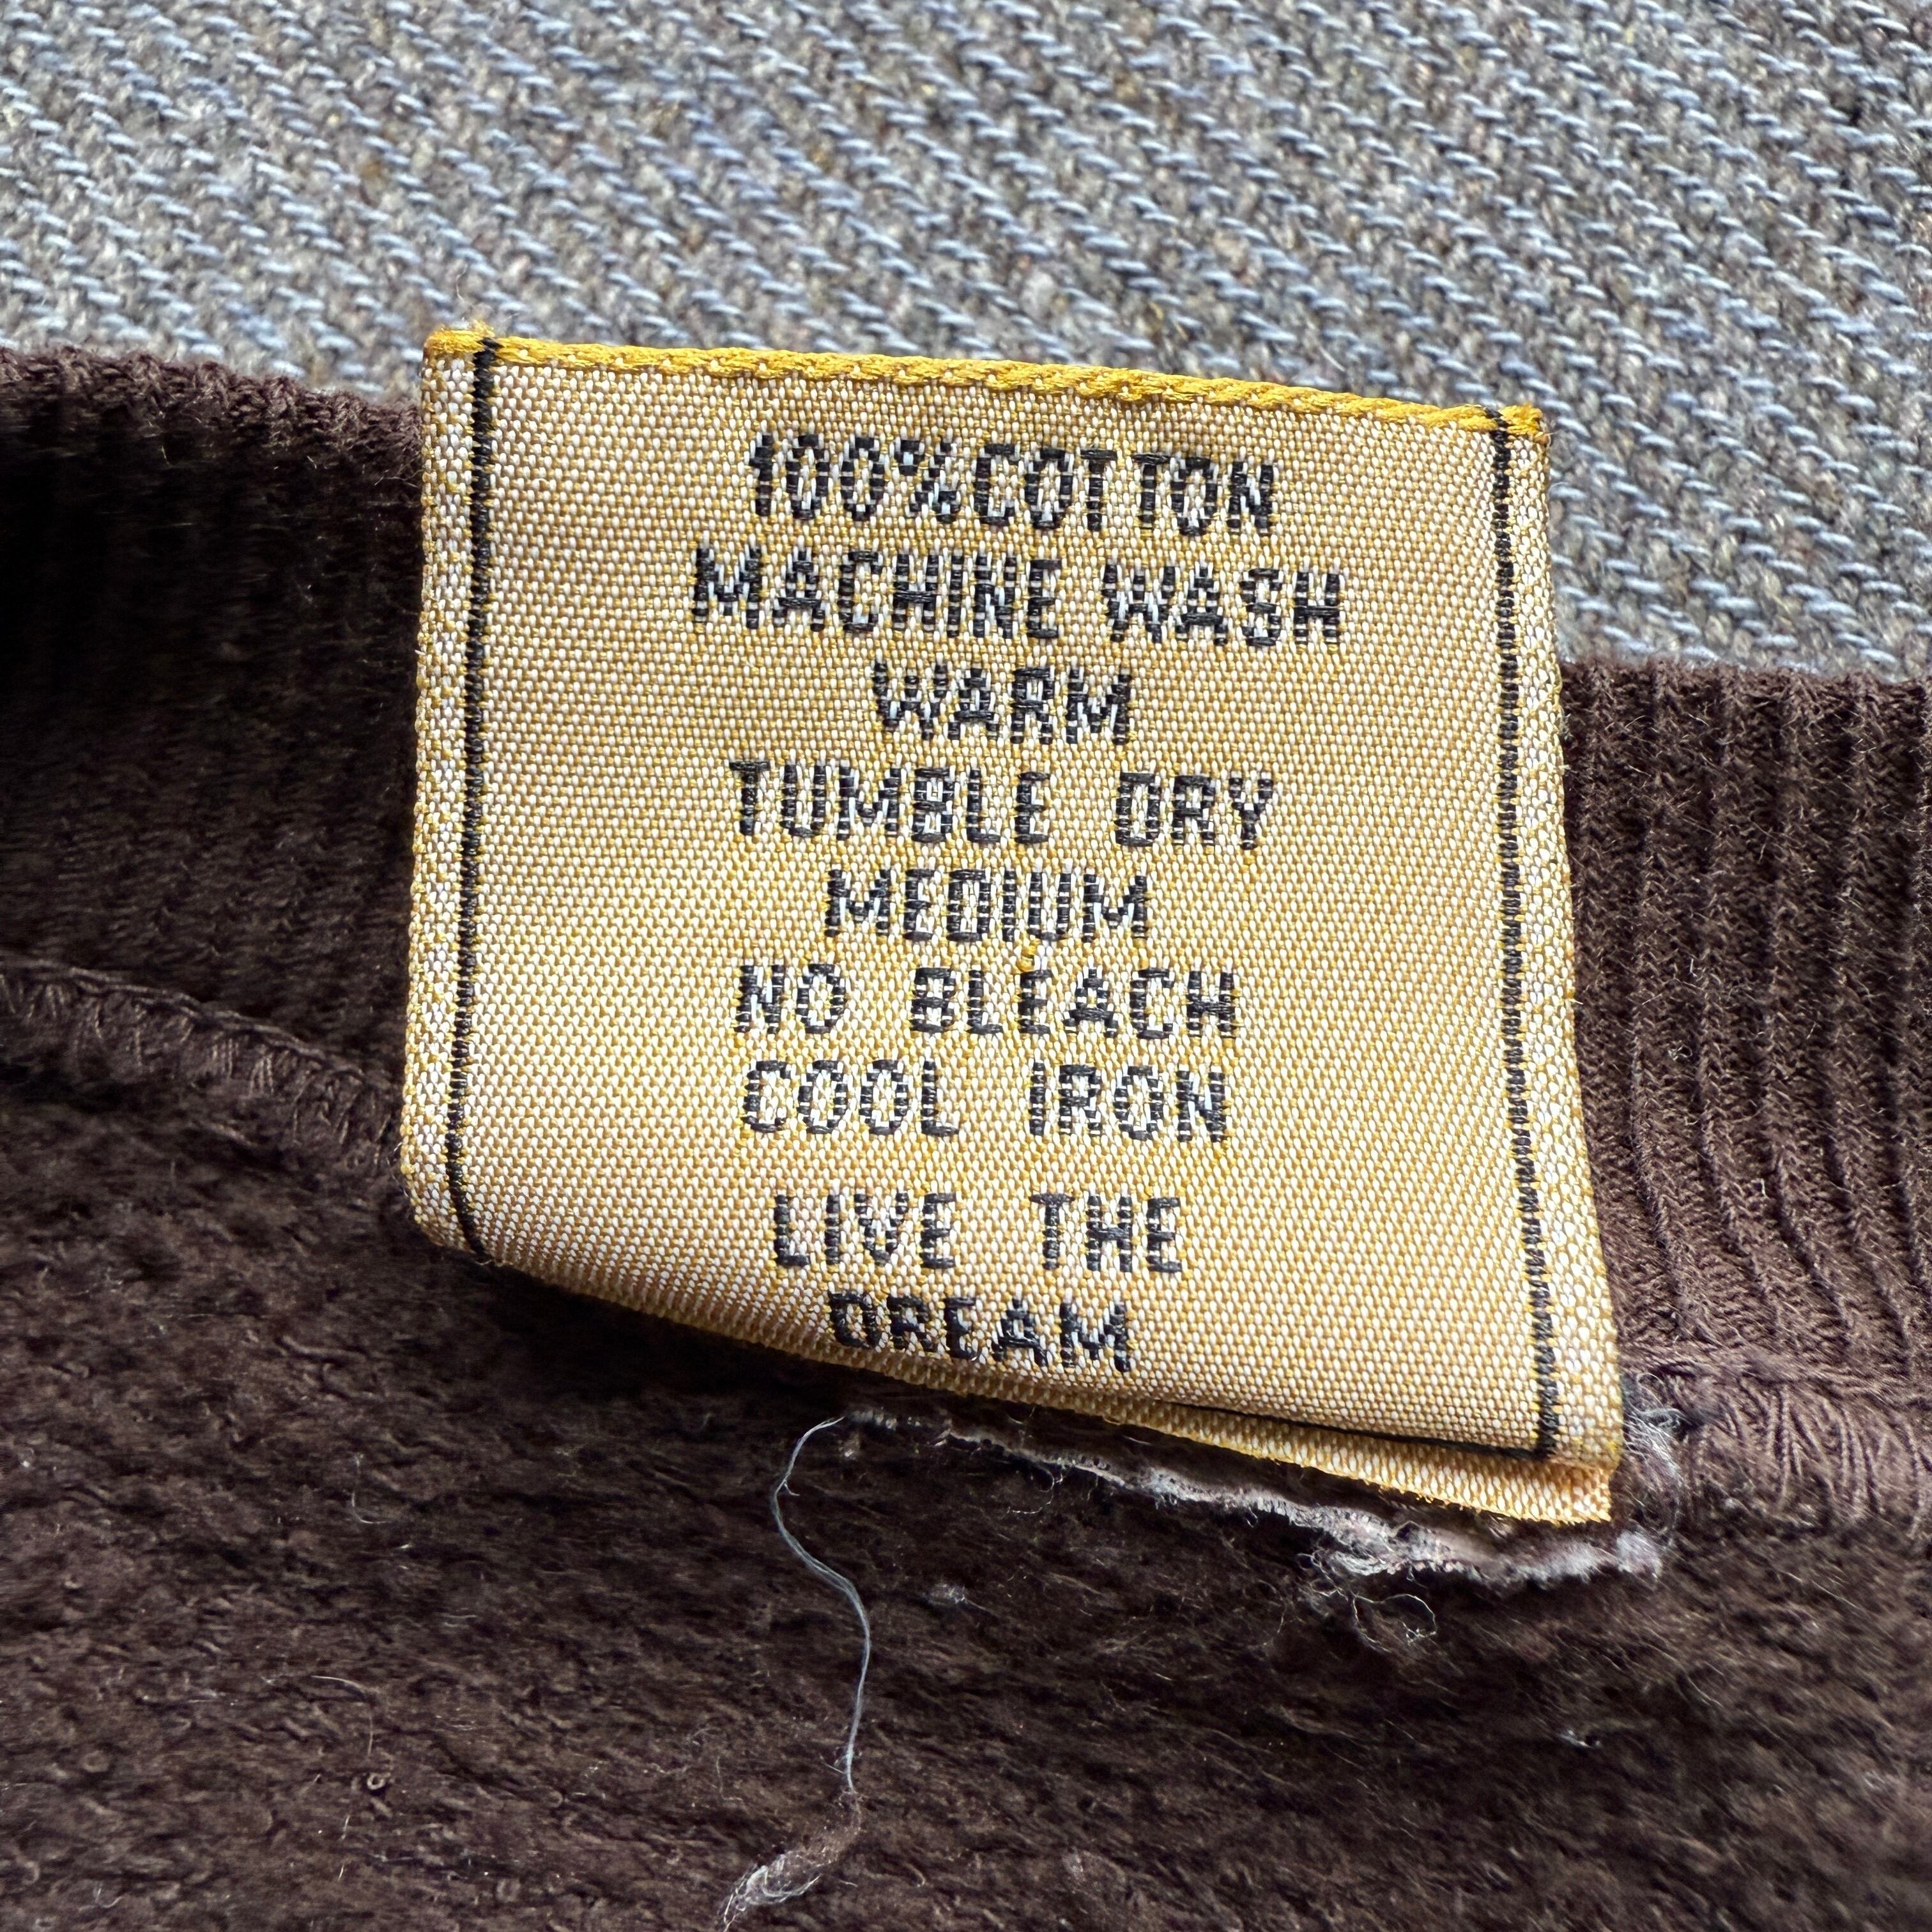 100% COTTON
MACHINE WASH
WARM
TUMBLE DRY
MEDIUM
NO BLEACH
COOL IRON
LIVE THE
DREAM